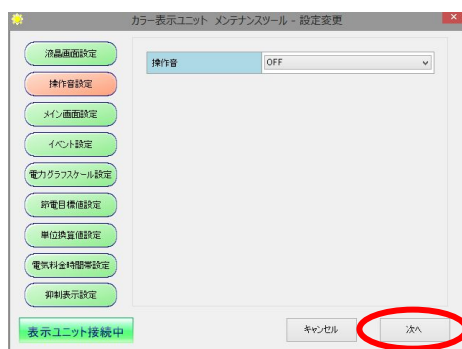 カラー表示ユニット メンテナンスツール - 設定変更
液晶画面設定
操作音 OFF
操作音設定
メイン画面設定
イベント設定
電力グラフスケール設定
節電目標値設定
単位換算値設定
電気料金時間帯設定
抑制表示設定
表示ユニット接続中
キャンセル
次へ